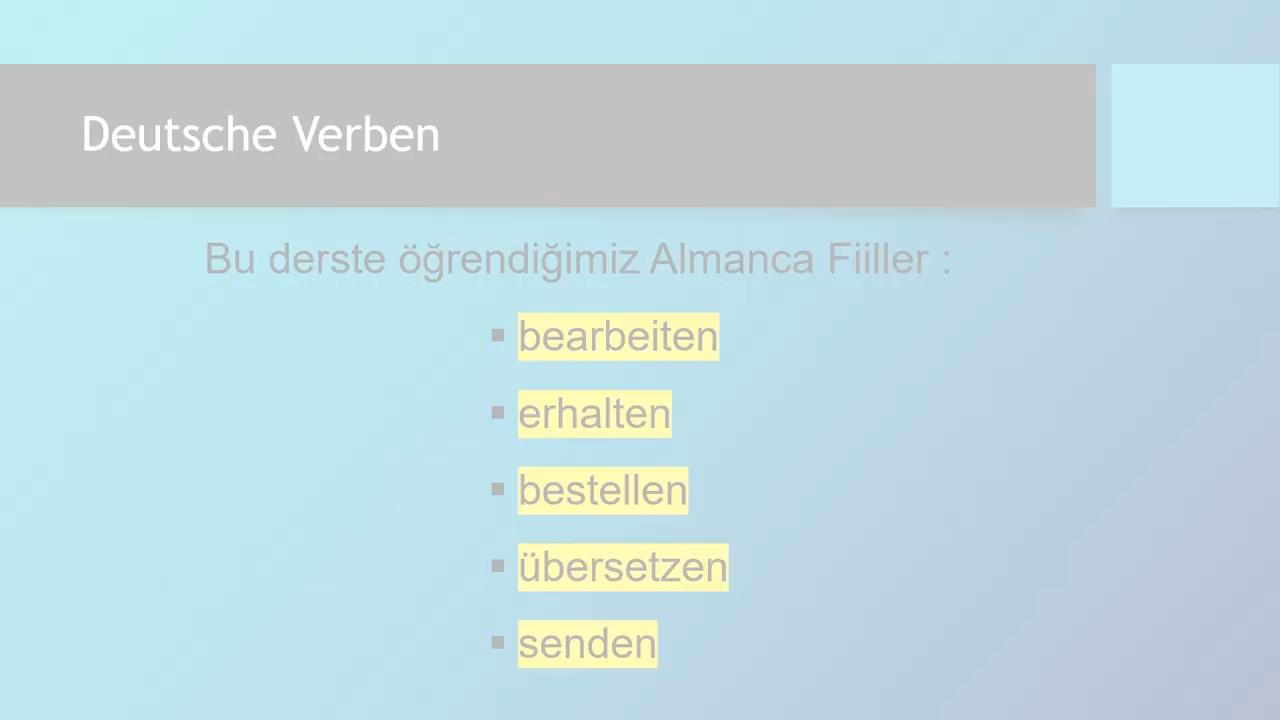 Deutsche Verben
Bu derste öğrendiğimiz Almanca Fiiller :
▪ bearbeiten
▪ erhalten
▪ bestellen
▪ übersetzen
▪ senden